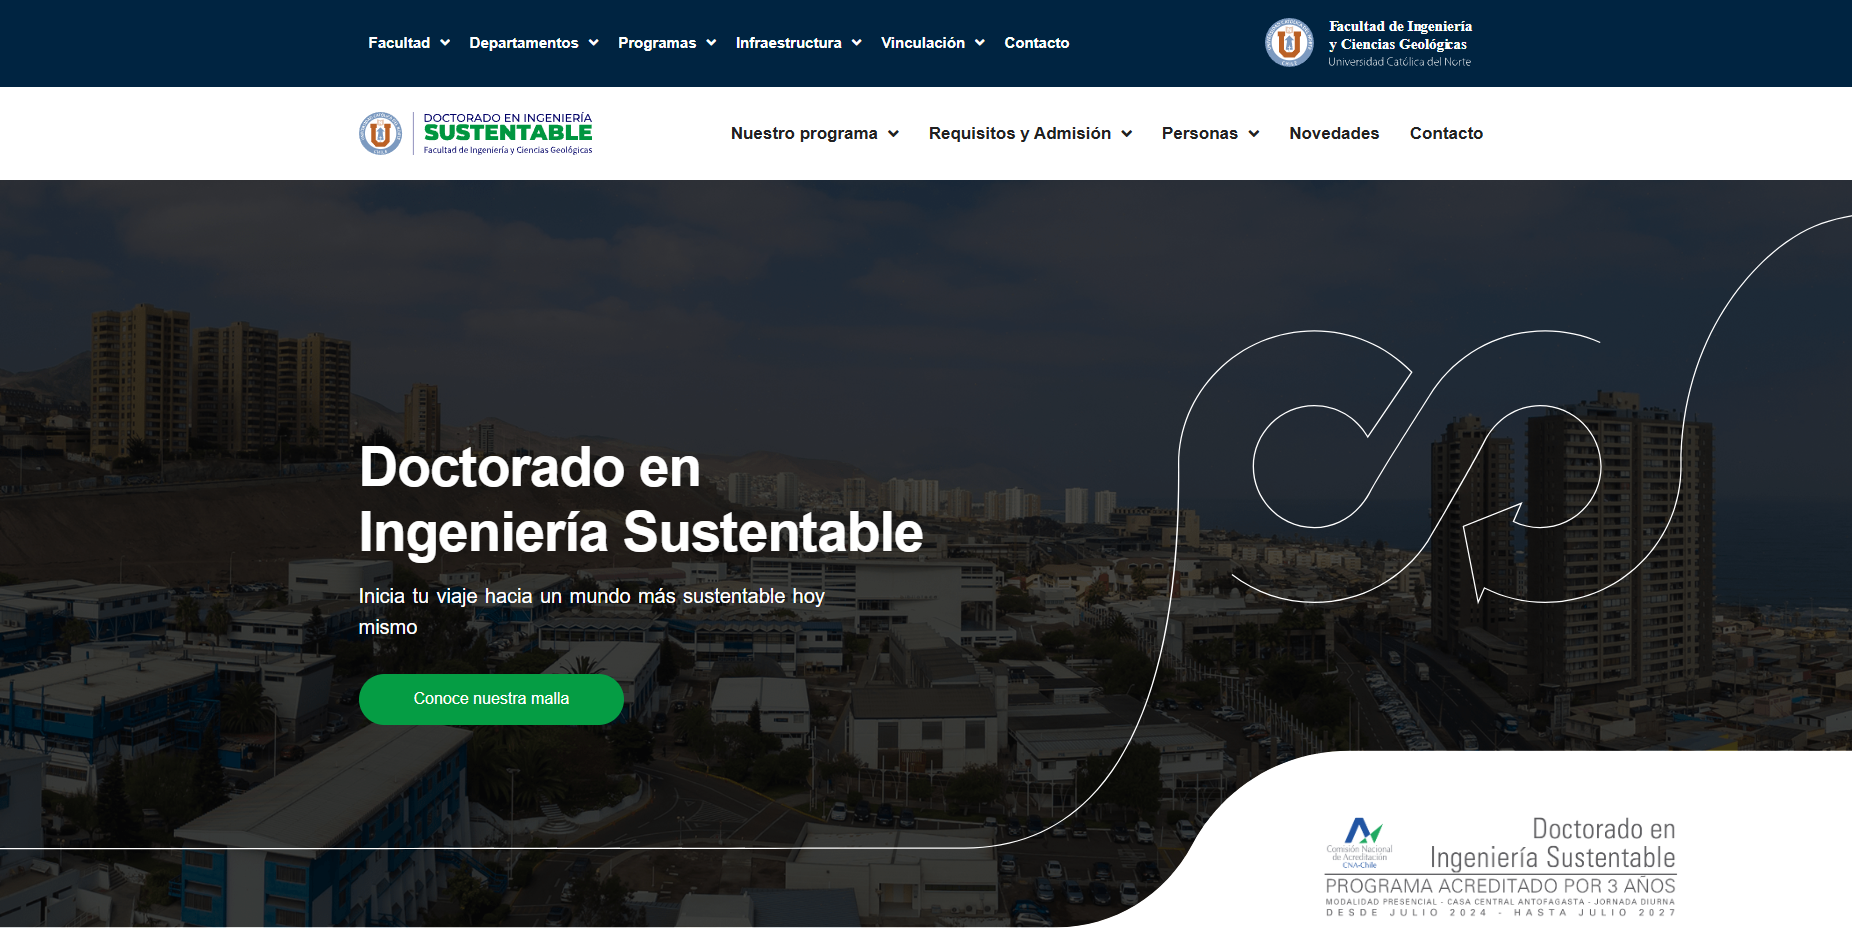 Facultad Departamentos Programas Infraestructura Vinculación Contacto
Facultad de Ingeniería
y Ciencias Geológicas
Universidad Católica del Norte
DOCTORADO EN INGENIERÍA
SUSTENTABLE
Facultad de Ingeniería y Ciencias Geológicas
Nuestro programa Requisitos y Admisión Personas Novedades Contacto
Doctorado en
Ingeniería Sustentable
Inicia tu viaje hacia un mundo más sustentable hoy
mismo
Conoce nuestra malla
Comisión Nacional
de Acreditación
CNA-Chile
Doctorado en
Ingeniería Sustentable
PROGRAMA ACREDITADO POR 3 AÑOS
MODALIDAD PRESENCIAL - CASA CENTRAL ANTOFAGASTA - JORNADA DIURNA
DESDE JULIO 2024 - HASTA JULIO 2027